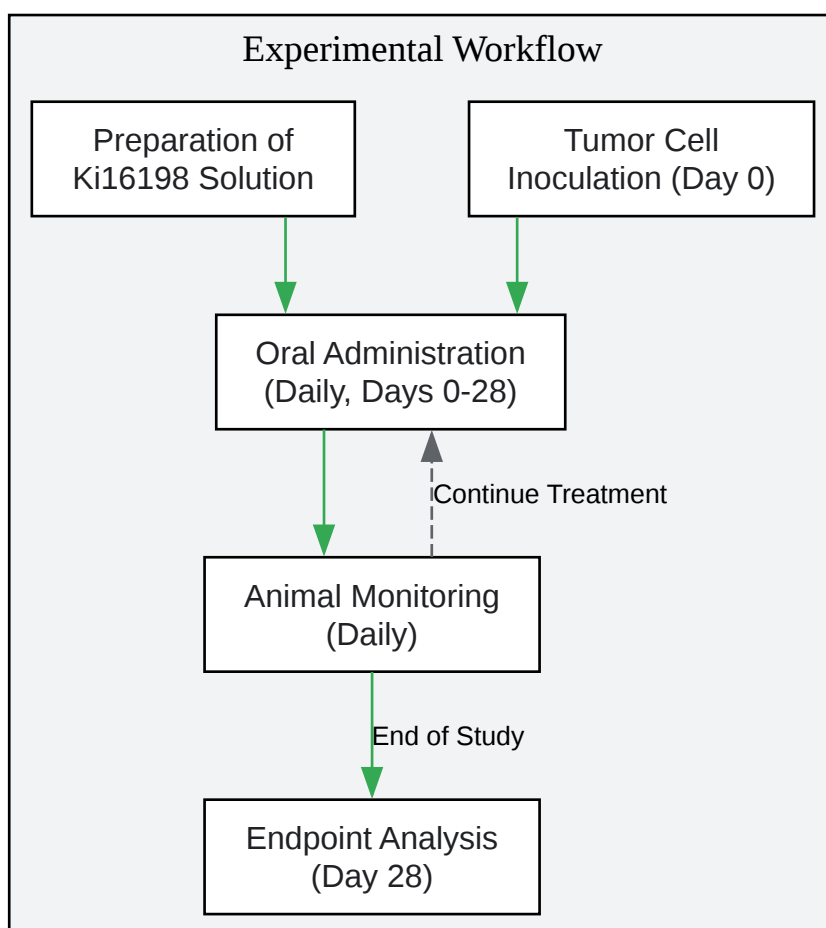 Experimental Workflow
Preparation of
Ki16198 Solution
Tumor Cell
Inoculation (Day 0)
Oral Administration
(Daily, Days 0-28)
Continue Treatment
Animal Monitoring
(Daily)
End of Study
Endpoint Analysis
(Day 28)